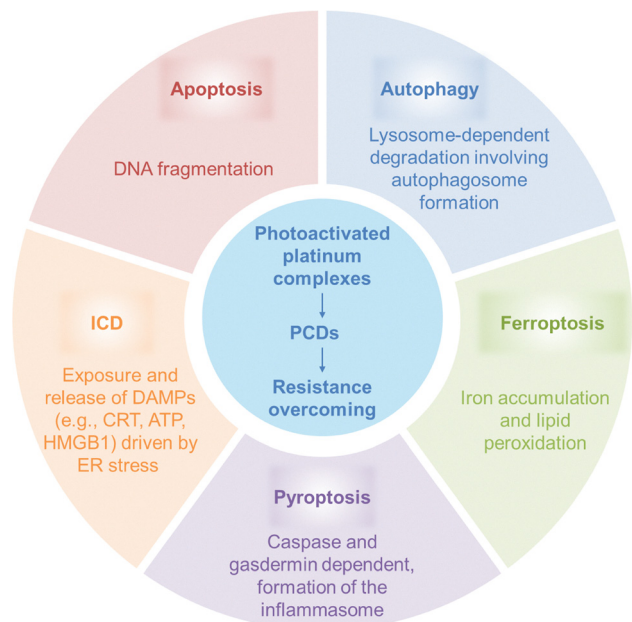 Apoptosis
DNA fragmentation
Autophagy
Lysosome-dependent
degradation involving
autophagosome
formation
Photoactivated
platinum
complexes
PCDs
Resistance
overcoming
ICD
Exposure and
release of DAMPs
(e.g., CRT, ATP,
HMGB1) driven by
ER stress
Ferroptosis
Iron accumulation
and lipid
peroxidation
Pyroptosis
Caspase and
gasdermin dependent,
formation of the
inflammasome